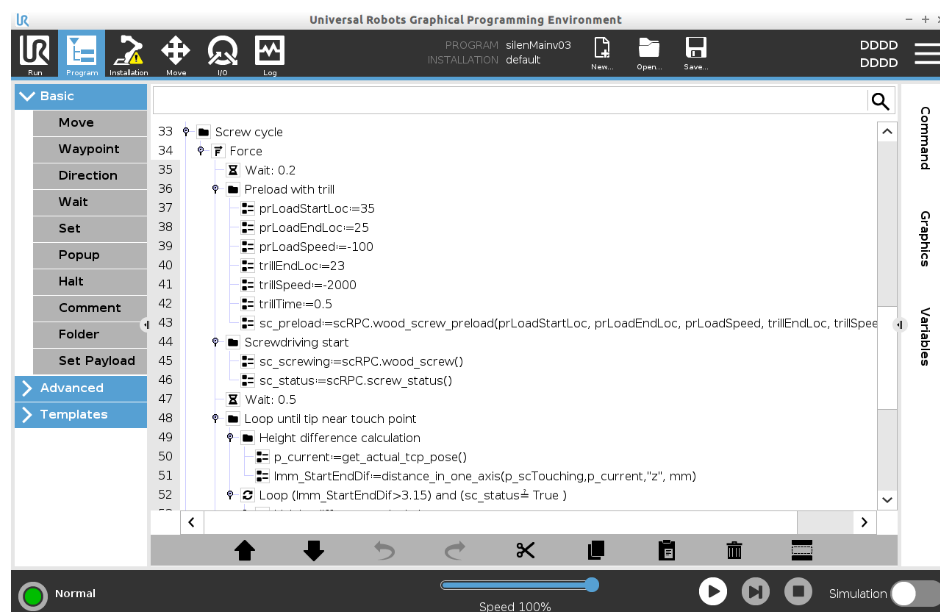 Universal Robots Graphical Programming Environment
UR
Run
Program
Installation
Move
I/O
Log
PROGRAM silenMainv03
INSTALLATION default
New...
Open...
Save...
DDDD
DDDD
Basic
Move
Waypoint
Direction
Wait
Set
Popup
Halt
Comment
Folder
Set Payload
Advanced
Templates
33 Screw cycle
34 F Force
35 Wait: 0.2
36 Preload with trill
37 prLoadStartLoc:=35
38 prLoadEndLoc:=25
39 prLoadSpeed:=-100
40 trillEndLoc:=23
41 trillSpeed:=-2000
42 trillTime:=0.5
43 sc_preload:=scRPC.wood_screw_preload(prLoadStartLoc, prLoadEndLoc, prLoadSpeed, trillEndLoc, trillSpee
44 Screwdriving start
45 sc_screwing:=scRPC.wood_screw()
46 sc_status:=scRPC.screw_status()
47 Wait: 0.5
48 Loop until tip near touch point
49 Height difference calculation
50 p_current:=get_actual_tcp_pose()
51 lmm_StartEndDif:=distance_in_one_axis(p_scTouching,p_current,"z", mm)
52 Loop (lmm_StartEndDif>3.15) and (sc_status≟ True )
Command
Graphics
Variables
Normal
Speed 100%
Simulation